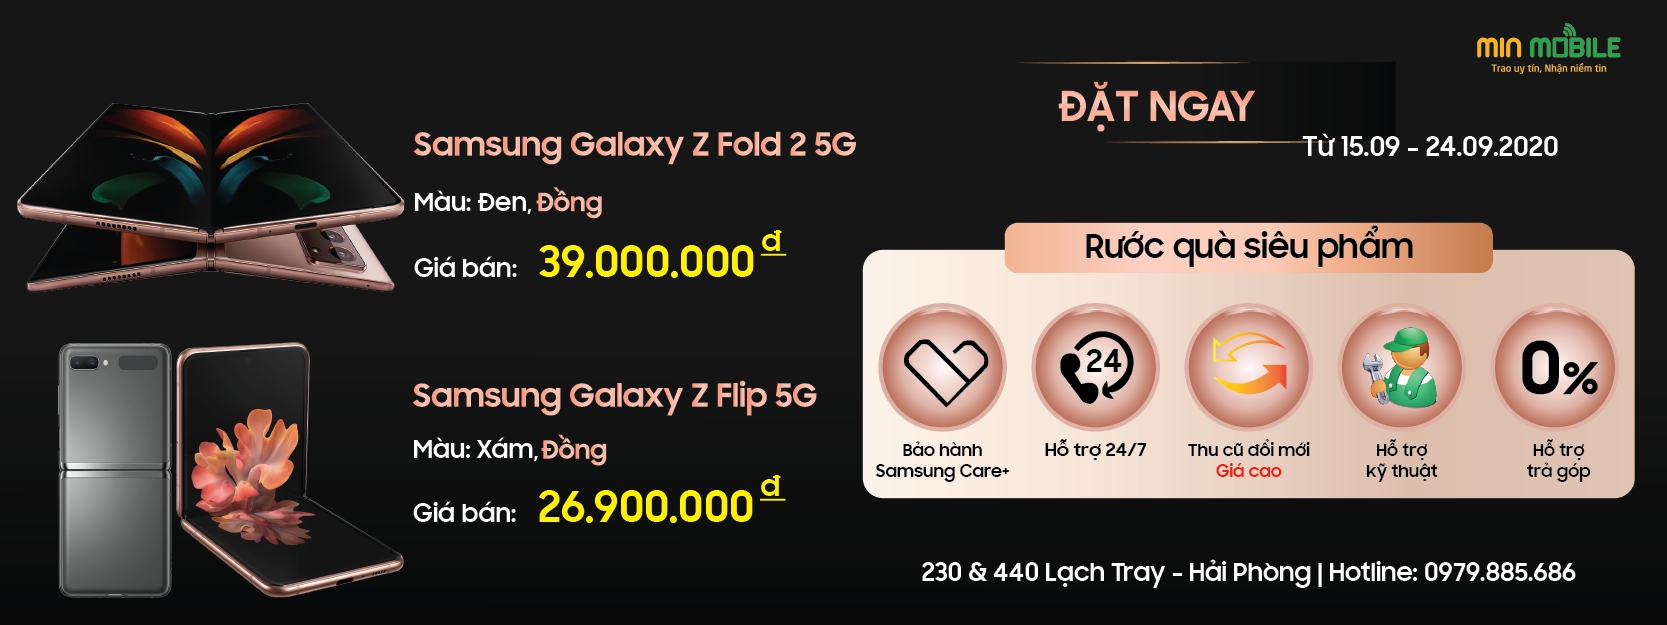 MIN MOBILE
Trao uy tín, Nhận niềm tin
ĐẶT NGAY
Từ 15.09 - 24.09.2020
Samsung Galaxy Z Fold 2 5G
Màu: Đen, Đồng
Giá bán: 39.000.000 đ
Samsung Galaxy Z Flip 5G
Màu: Xám, Đồng
Giá bán: 26.900.000 đ
Rước quà siêu phẩm
24
0%
Bảo hành
Samsung Care+
Hỗ trợ 24/7
Thu cũ đổi mới
Giá cao
Hỗ trợ
kỹ thuật
Hỗ trợ
trả góp
230 & 440 Lạch Tray - Hải Phòng | Hotline: 0979.885.686